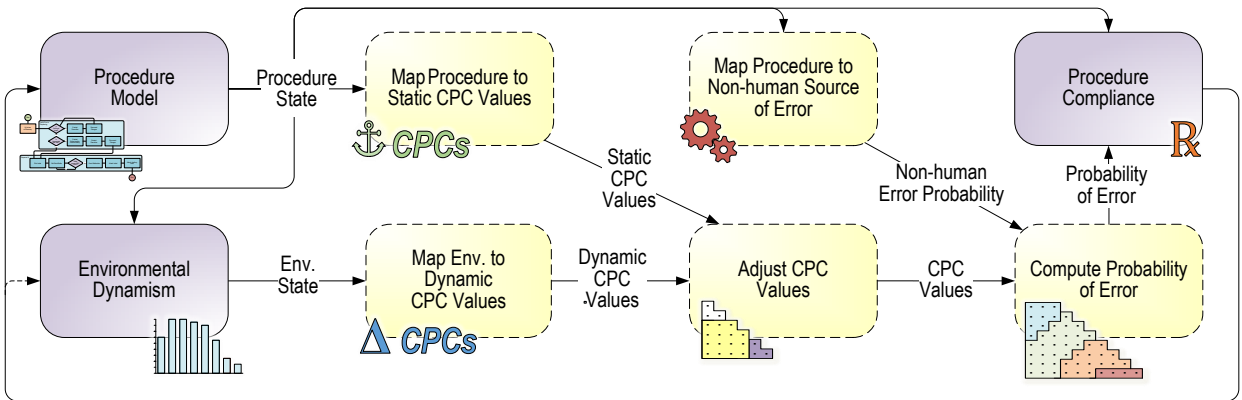 Procedure
Model
Procedure
State
Map Procedure to
Static CPC Values
CPCs
Map Procedure to
Non-human Source
of Error
Procedure
Compliance
R
Static
CPC
Values
Non-human
Error Probability
Probability
of Error
Environmental
Dynamism
Env.
State
Map Env. to
Dynamic
CPC Values
Δ CPCs
Dynamic
CPC
Values
Adjust CPC
Values
CPC
Values
Compute Probability
of Error